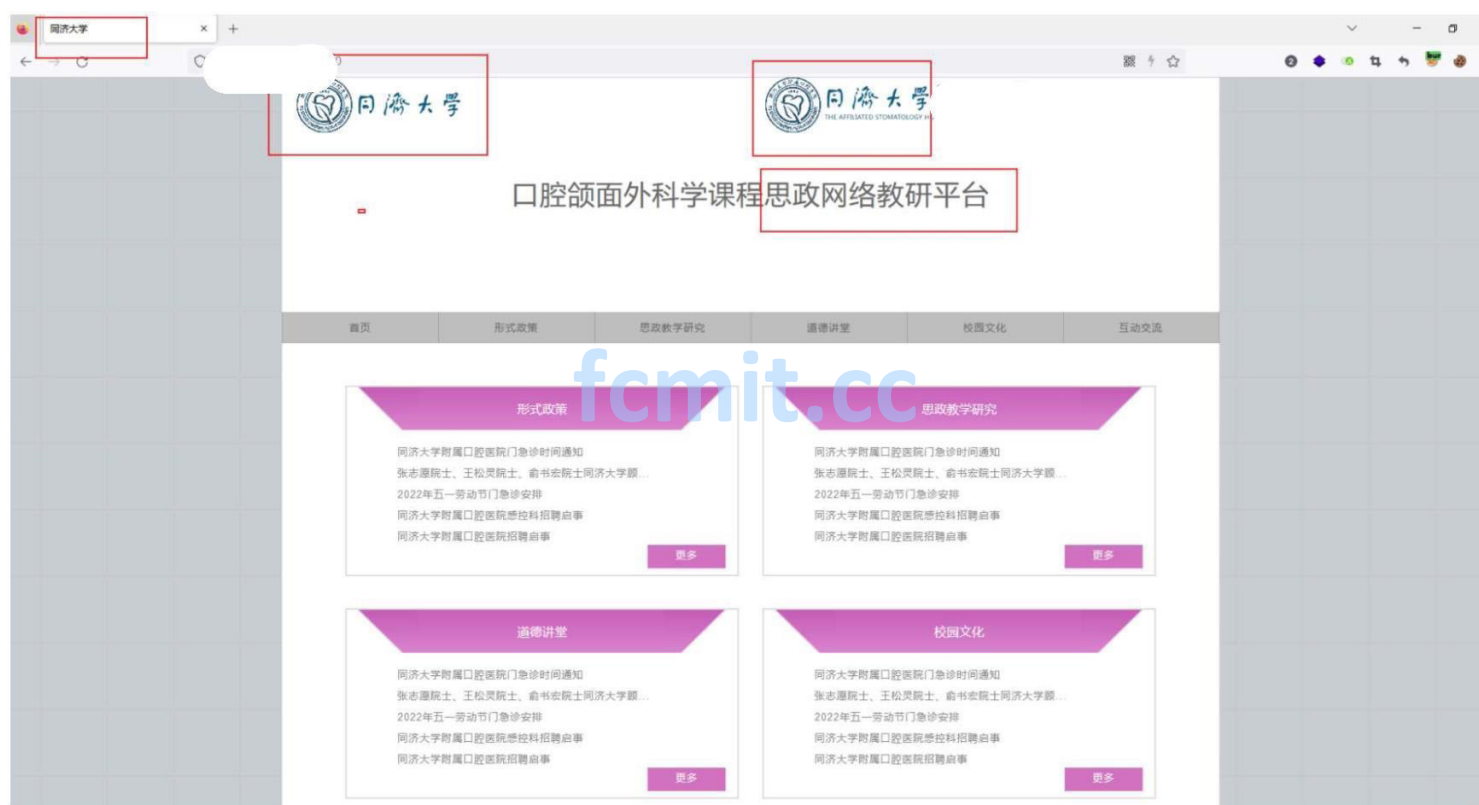 同济大学
同濟大学
同濟大学
THE AFFILIATED STOMATOLOGY
口腔颌面外科学课程思政网络教研平台
首页 形式政策 思政教学研究 道德讲堂 校园文化 互动交流
fcmit.cc
形式政策
同济大学附属口腔医院门急诊时间通知
张志愿院士、王松灵院士、俞书宏院士同济大学顾...
2022年五一劳动节门急诊安排
同济大学附属口腔医院感控科招聘启事
同济大学附属口腔医院招聘启事
更多
思政教学研究
同济大学附属口腔医院门急诊时间通知
张志愿院士、王松灵院士、俞书宏院士同济大学顾...
2022年五一劳动节门急诊安排
同济大学附属口腔医院感控科招聘启事
同济大学附属口腔医院招聘启事
更多
道德讲堂
同济大学附属口腔医院门急诊时间通知
张志愿院士、王松灵院士、俞书宏院士同济大学顾...
2022年五一劳动节门急诊安排
同济大学附属口腔医院感控科招聘启事
同济大学附属口腔医院招聘启事
更多
校园文化
同济大学附属口腔医院门急诊时间通知
张志愿院士、王松灵院士、俞书宏院士同济大学顾...
2022年五一劳动节门急诊安排
同济大学附属口腔医院感控科招聘启事
同济大学附属口腔医院招聘启事
更多